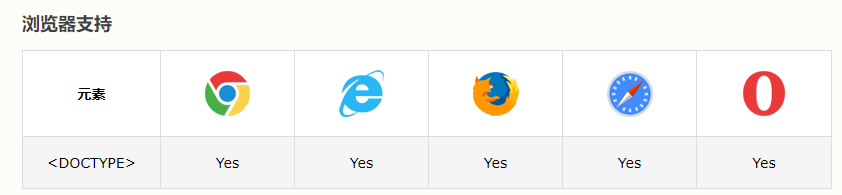 浏览器支持
元素
<DOCTYPE> Yes Yes Yes Yes Yes